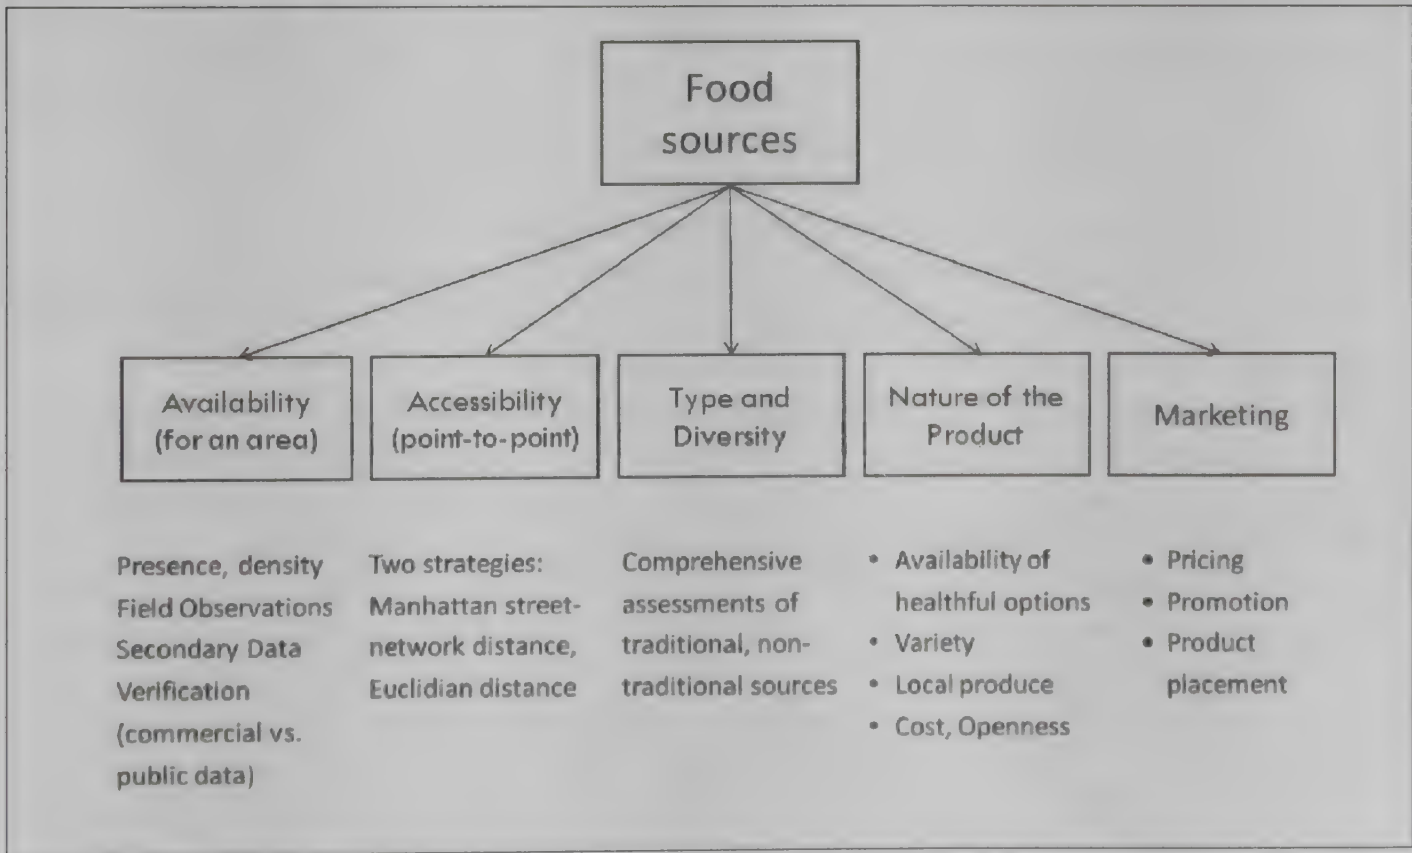 Food
sources
Availability
(for an area)
Accessibility
(point-to-point)
Type and
Diversity
Nature of the
Product
Marketing
Presence, density
Field Observations
Secondary Data
Verification
(commercial vs.
public data)
Two strategies:
Manhattan street-
network distance,
Euclidian distance
Comprehensive
assessments of
traditional, non-
traditional sources
• Availability of
healthful options
• Variety
• Local produce
• Cost, Openness
• Pricing
• Promotion
• Product
placement